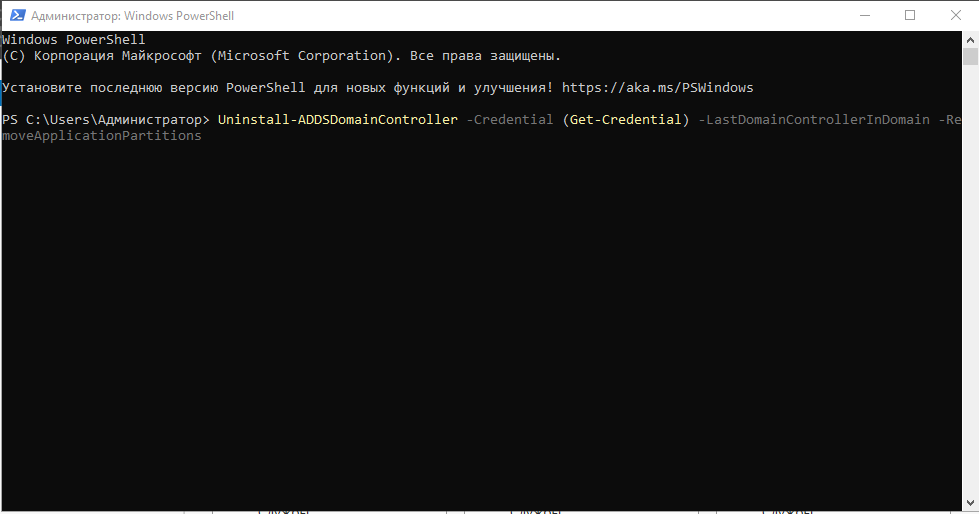 Администратор: Windows PowerShell
Windows PowerShell
(C) Корпорация Майкрософт (Microsoft Corporation). Все права защищены.
Установите последнюю версию PowerShell для новых функций и улучшения! https://aka.ms/PSWindows
PS C:\Users\Администратор> Uninstall-ADDSDomainController -Credential (Get-Credential) -LastDomainControllerInDomain -Re
moveApplicationPartitions